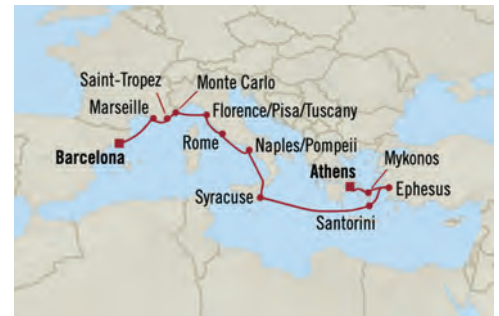 Saint-Tropez
Monte Carlo
Marseille
Florence/Pisa/Tuscany
Barcelona
Rome
Naples/Pompeii
Athens
Mykonos
Ephesus
Syracuse
Santorini